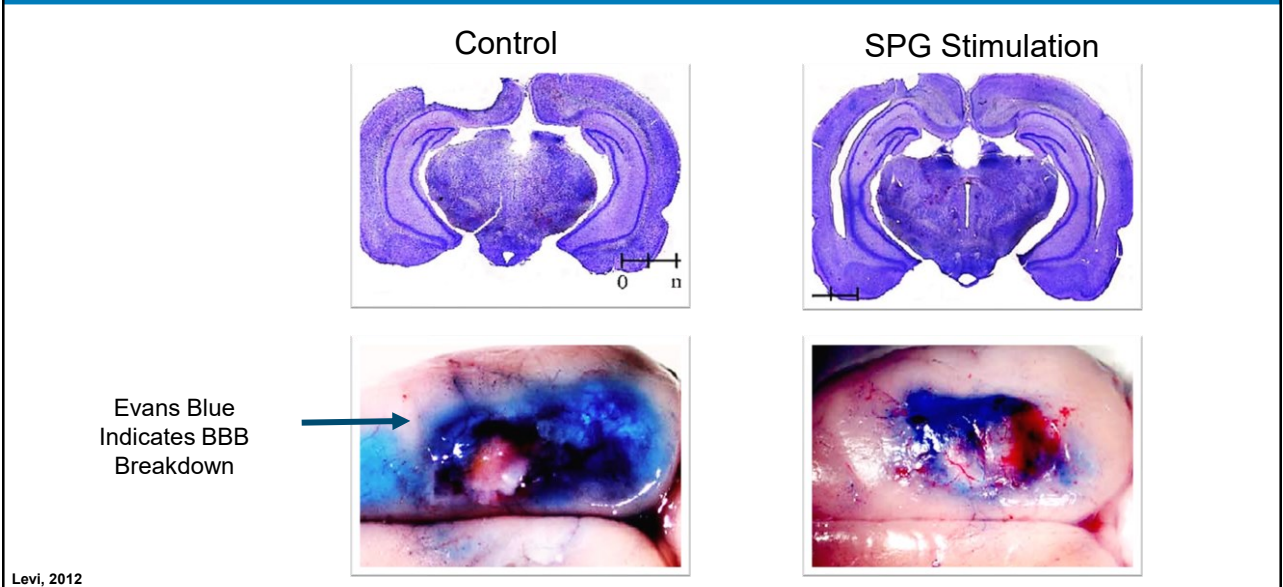 Control
SPG Stimulation
0 n
Evans Blue
Indicates BBB
Breakdown
Levi, 2012